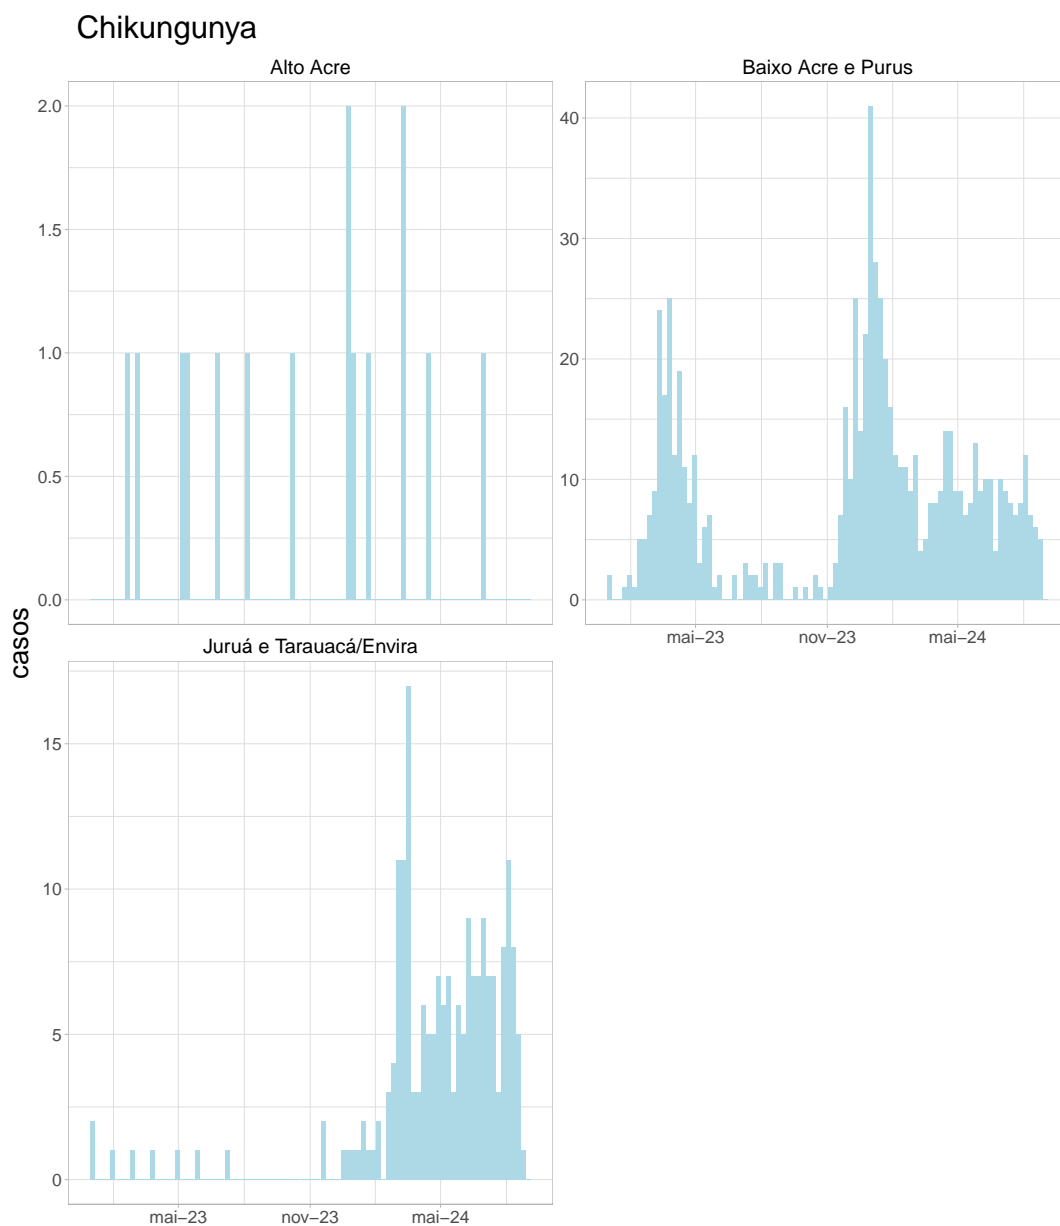 Chikungunya
Alto Acre
2.0
1.5
1.0
0.5
0.0
Baixo Acre e Purus
40
30
20
10
0
mai−23 nov−23 mai−24
casos
Juruá e Tarauacá/Envira
15
10
5
0
mai−23 nov−23 mai−24